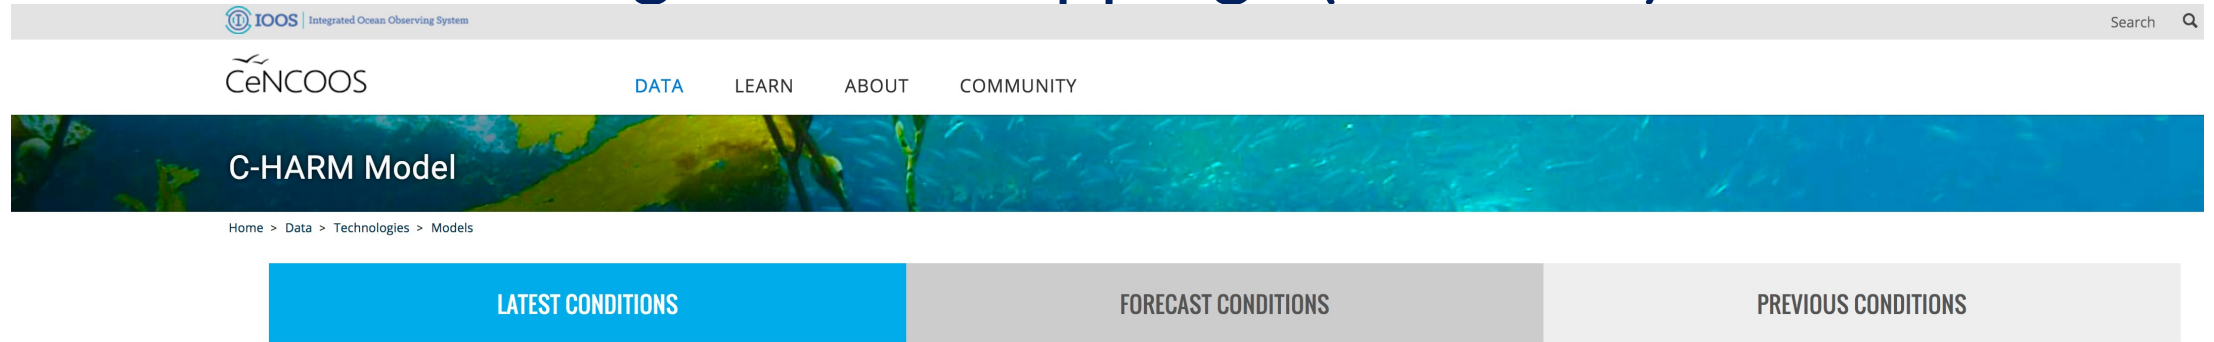 IOOS Integrated Ocean Observing System
Search
CeNCOOS
DATA LEARN ABOUT COMMUNITY
C-HARM Model
Home > Data > Technologies > Models
LATEST CONDITIONS FORECAST CONDITIONS PREVIOUS CONDITIONS